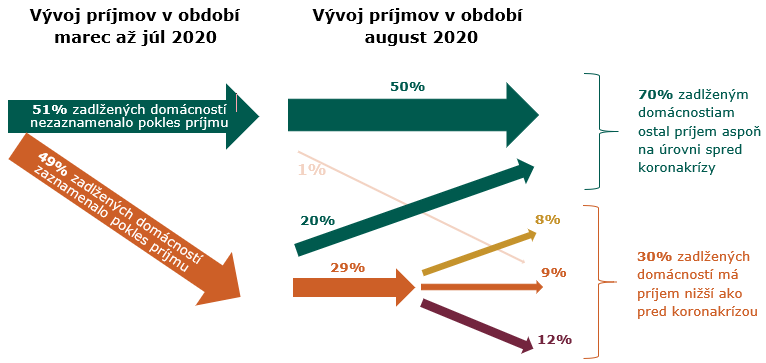 Vývoj príjmov v období
marec až júl 2020
Vývoj príjmov v období
august 2020
51% zadlžených domácností
nezaznamenalo pokles príjmu
49% zadlžených domácností
zaznamenalo pokles príjmu
50%
1%
20%
29%
8%
9%
12%
70% zadlženým
domácnostiam
ostal príjem aspoň
na úrovni spred
koronakrízy
30% zadlžených
domácností má
príjem nižší ako
pred koronakrízou